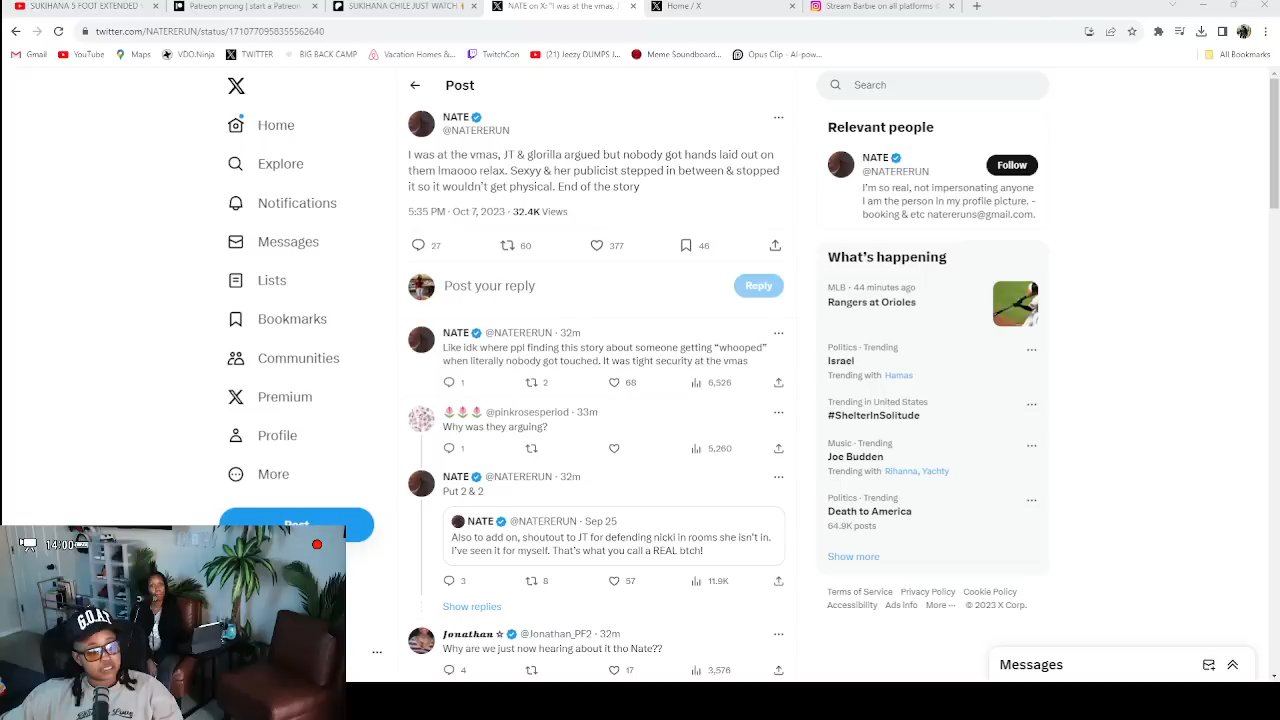 SUKIHANA 5 FOOT EXTENDED
Patreon pricing | start a Patreon
SUKIHANA CHILE JUST WATCH
NATE on X: "I was at the vmas, J
Home / X
Stream Barbie on all platforms
twitter.com/NATERERUN/status/1710770958355562640
Gmail YouTube Maps VDO.Ninja TWITTER BIG BACK CAMP Vacation Homes&... TwitchCon (21) Jeezy DUMPS J... Meme Soundboard... Opus Clip - AI-pow... All Bookmarks
Home
Explore
Notifications
Messages
Lists
Bookmarks
Communities
Premium
Profile
More
Post
14:00
Post
NATE
@NATERERUN
I was at the vmas, JT & glorilla argued but nobody got hands laid out on
them lmaooo relax. Sexyy & her publicist stepped in between & stopped
it so it wouldn't get physical. End of the story
5:35 PM · Oct 7, 2023 · 32.4K Views
27 60 377 46
Post your reply
Reply
NATE @NATERERUN · 32m
Like idk where ppl finding this story about someone getting "whooped"
when literally nobody got touched. It was tight security at the vmas
1 2 68 6,526
@pinkrosesperiod · 33m
Why was they arguing?
1 5,260
NATE @NATERERUN · 32m
Put 2 & 2
NATE @NATERERUN · Sep 25
Also to add on, shoutout to JT for defending nicki in rooms she isn't in.
I've seen it for myself. That's what you call a REAL btch!
3 8 57 11.9K
Show replies
Jonathan ☆ @Jonathan_PF2 · 32m
Why are we just now hearing about it tho Nate??
4 17 3,576
Search
Relevant people
NATE
@NATERERUN
Follow
I'm so real, not impersonating anyone
I am the person in my profile picture. -
booking & etc natereruns@gmail.com.
What's happening
MLB · 44 minutes ago
Rangers at Orioles
Politics · Trending
Israel
Trending with Hamas
Trending in United States
#ShelterInSolitude
Music · Trending
Joe Budden
Trending with Rihanna, Yachty
Politics · Trending
Death to America
64.9K posts
Show more
Terms of Service Privacy Policy Cookie Policy
Accessibility Ads info More ··· © 2023 X Corp.
Messages